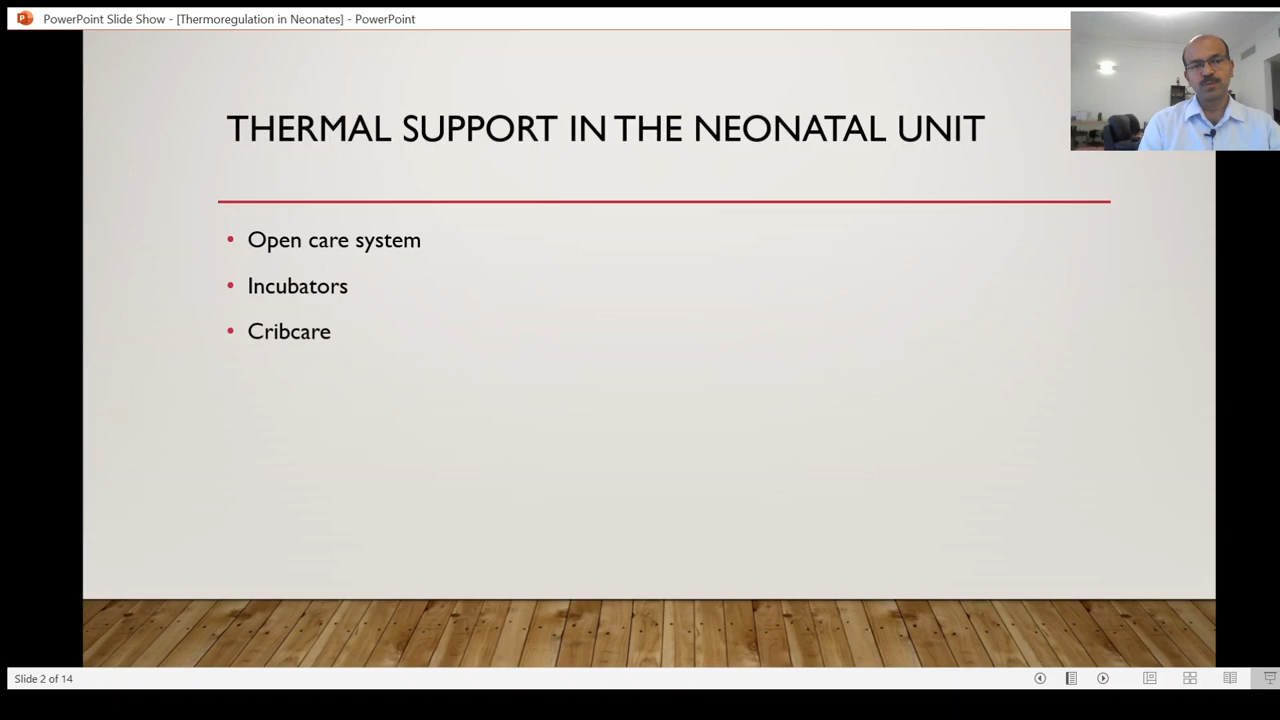 PowerPoint Slide Show - [Thermoregulation in Neonates] - PowerPoint
THERMAL SUPPORT IN THE NEONATAL UNIT
• Open care system
• Incubators
• Cribcare
Slide 2 of 14